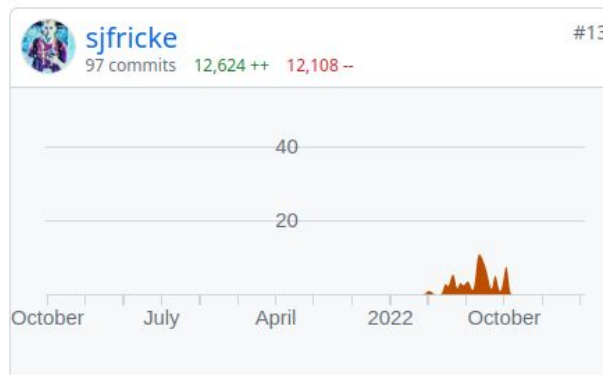 sjfricke
#13
97 commits 12,624 ++ 12,108 --
40
20
October July April 2022 October